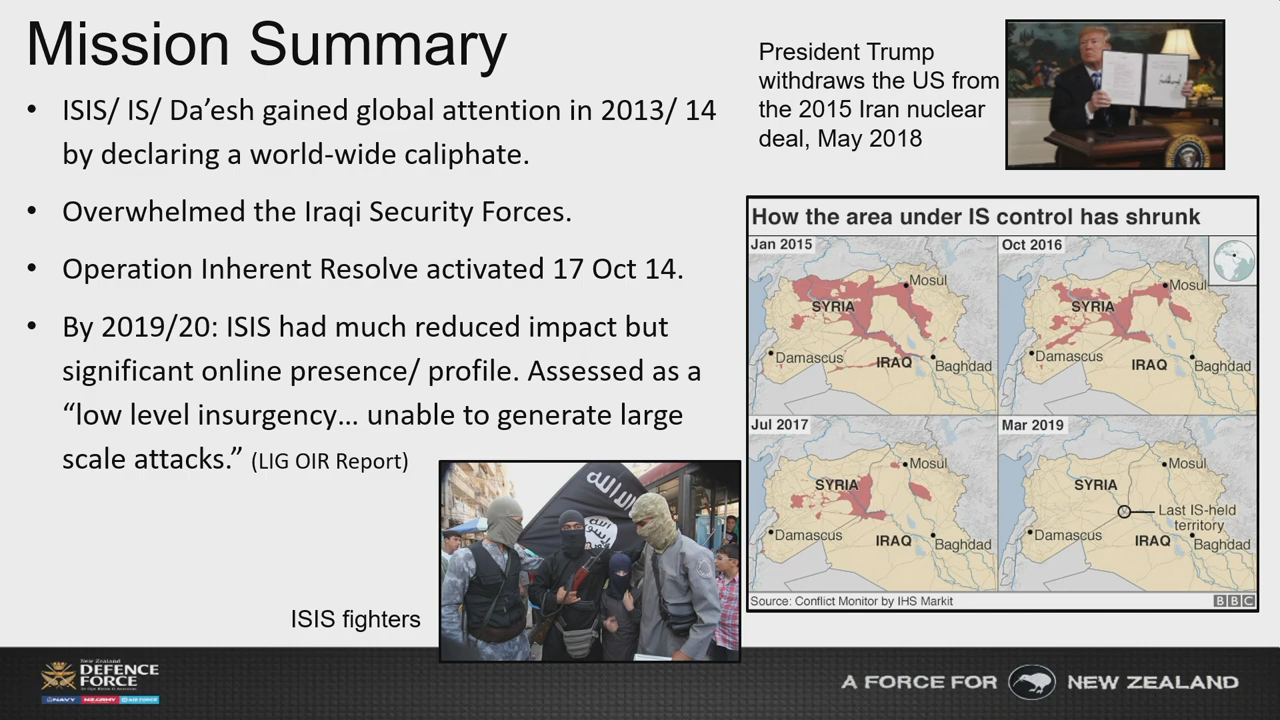 Mission Summary
• ISIS/ IS/ Da’esh gained global attention in 2013/ 14
by declaring a world-wide caliphate.
• Overwhelmed the Iraqi Security Forces.
• Operation Inherent Resolve activated 17 Oct 14.
• By 2019/20: ISIS had much reduced impact but
significant online presence/ profile. Assessed as a
“low level insurgency… unable to generate large
scale attacks.” (LIG OIR Report)
ISIS fighters
President Trump
withdraws the US from
the 2015 Iran nuclear
deal, May 2018
How the area under IS control has shrunk
Jan 2015
Mosul
SYRIA
Damascus
IRAQ
Baghdad
Oct 2016
Mosul
SYRIA
Damascus
IRAQ
Baghdad
Jul 2017
Mosul
SYRIA
Damascus
IRAQ
Baghdad
Mar 2019
Mosul
SYRIA
Last IS-held
territory
Damascus
IRAQ
Baghdad
Source: Conflict Monitor by IHS Markit
BBC
New Zealand
DEFENCE
FORCE
NAVY NZARMY AIR FORCE
A FORCE FOR NEW ZEALAND